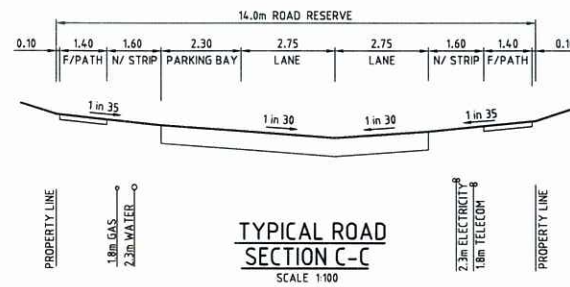 14.0m ROAD RESERVE
0.10 1.40 1.60 2.30 2.75 2.75 1.60 1.40 0.10
F/PATH N/ STRIP PARKING BAY LANE LANE N/ STRIP F/PATH
1 in 35 1 in 30 1 in 30 1 in 35
PROPERTY LINE
1.8m GAS
2.3m WATER
TYPICAL ROAD
SECTION C-C
SCALE 1:100
2.3m ELECTRICITY
1.8m TELECOM
PROPERTY LINE